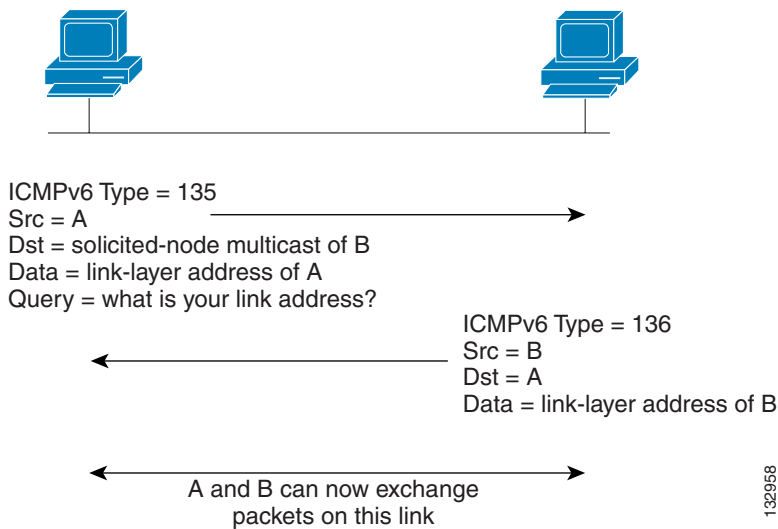 ICMPv6 Type = 135
Src = A
Dst = solicited-node multicast of B
Data = link-layer address of A
Query = what is your link address?
ICMPv6 Type = 136
Src = B
Dst = A
Data = link-layer address of B
A and B can now exchange
packets on this link
132958